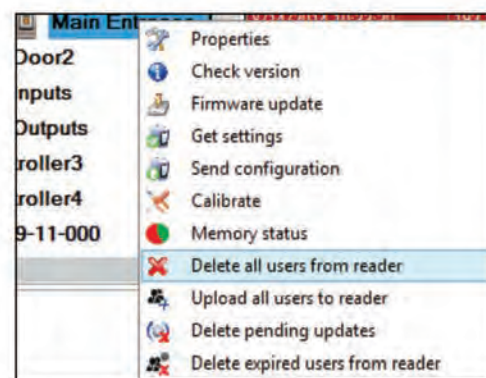 Main
Properties
Door2
Check version
nputs
Firmware update
Outputs
Get settings
roller3
Send configuration
roller4
Calibrate
9-11-000
Memory status
Delete all users from reader
Upload all users to reader
Delete pending updates
Delete expired users from reader